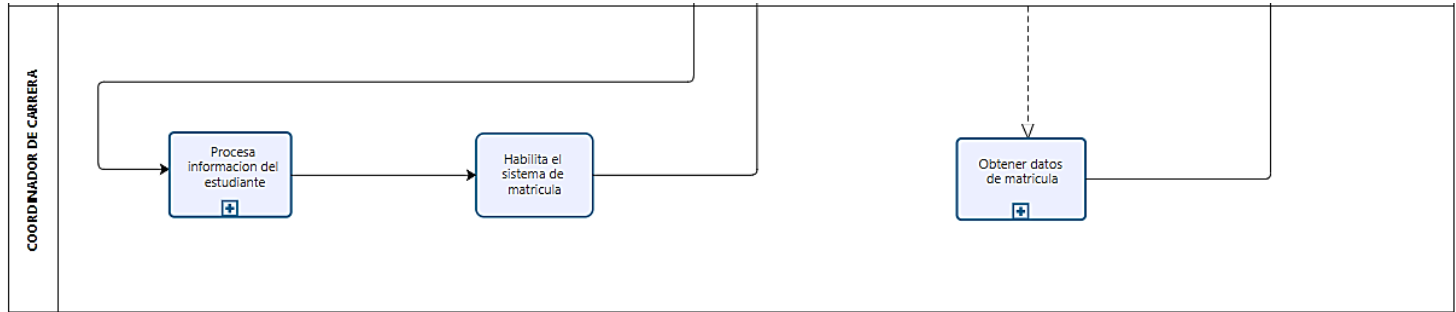 COORDINADOR DE CARRERA
Procesa
informacion del
estudiante
Habilita el
sistema de
matricula
Obtener datos
de matricula